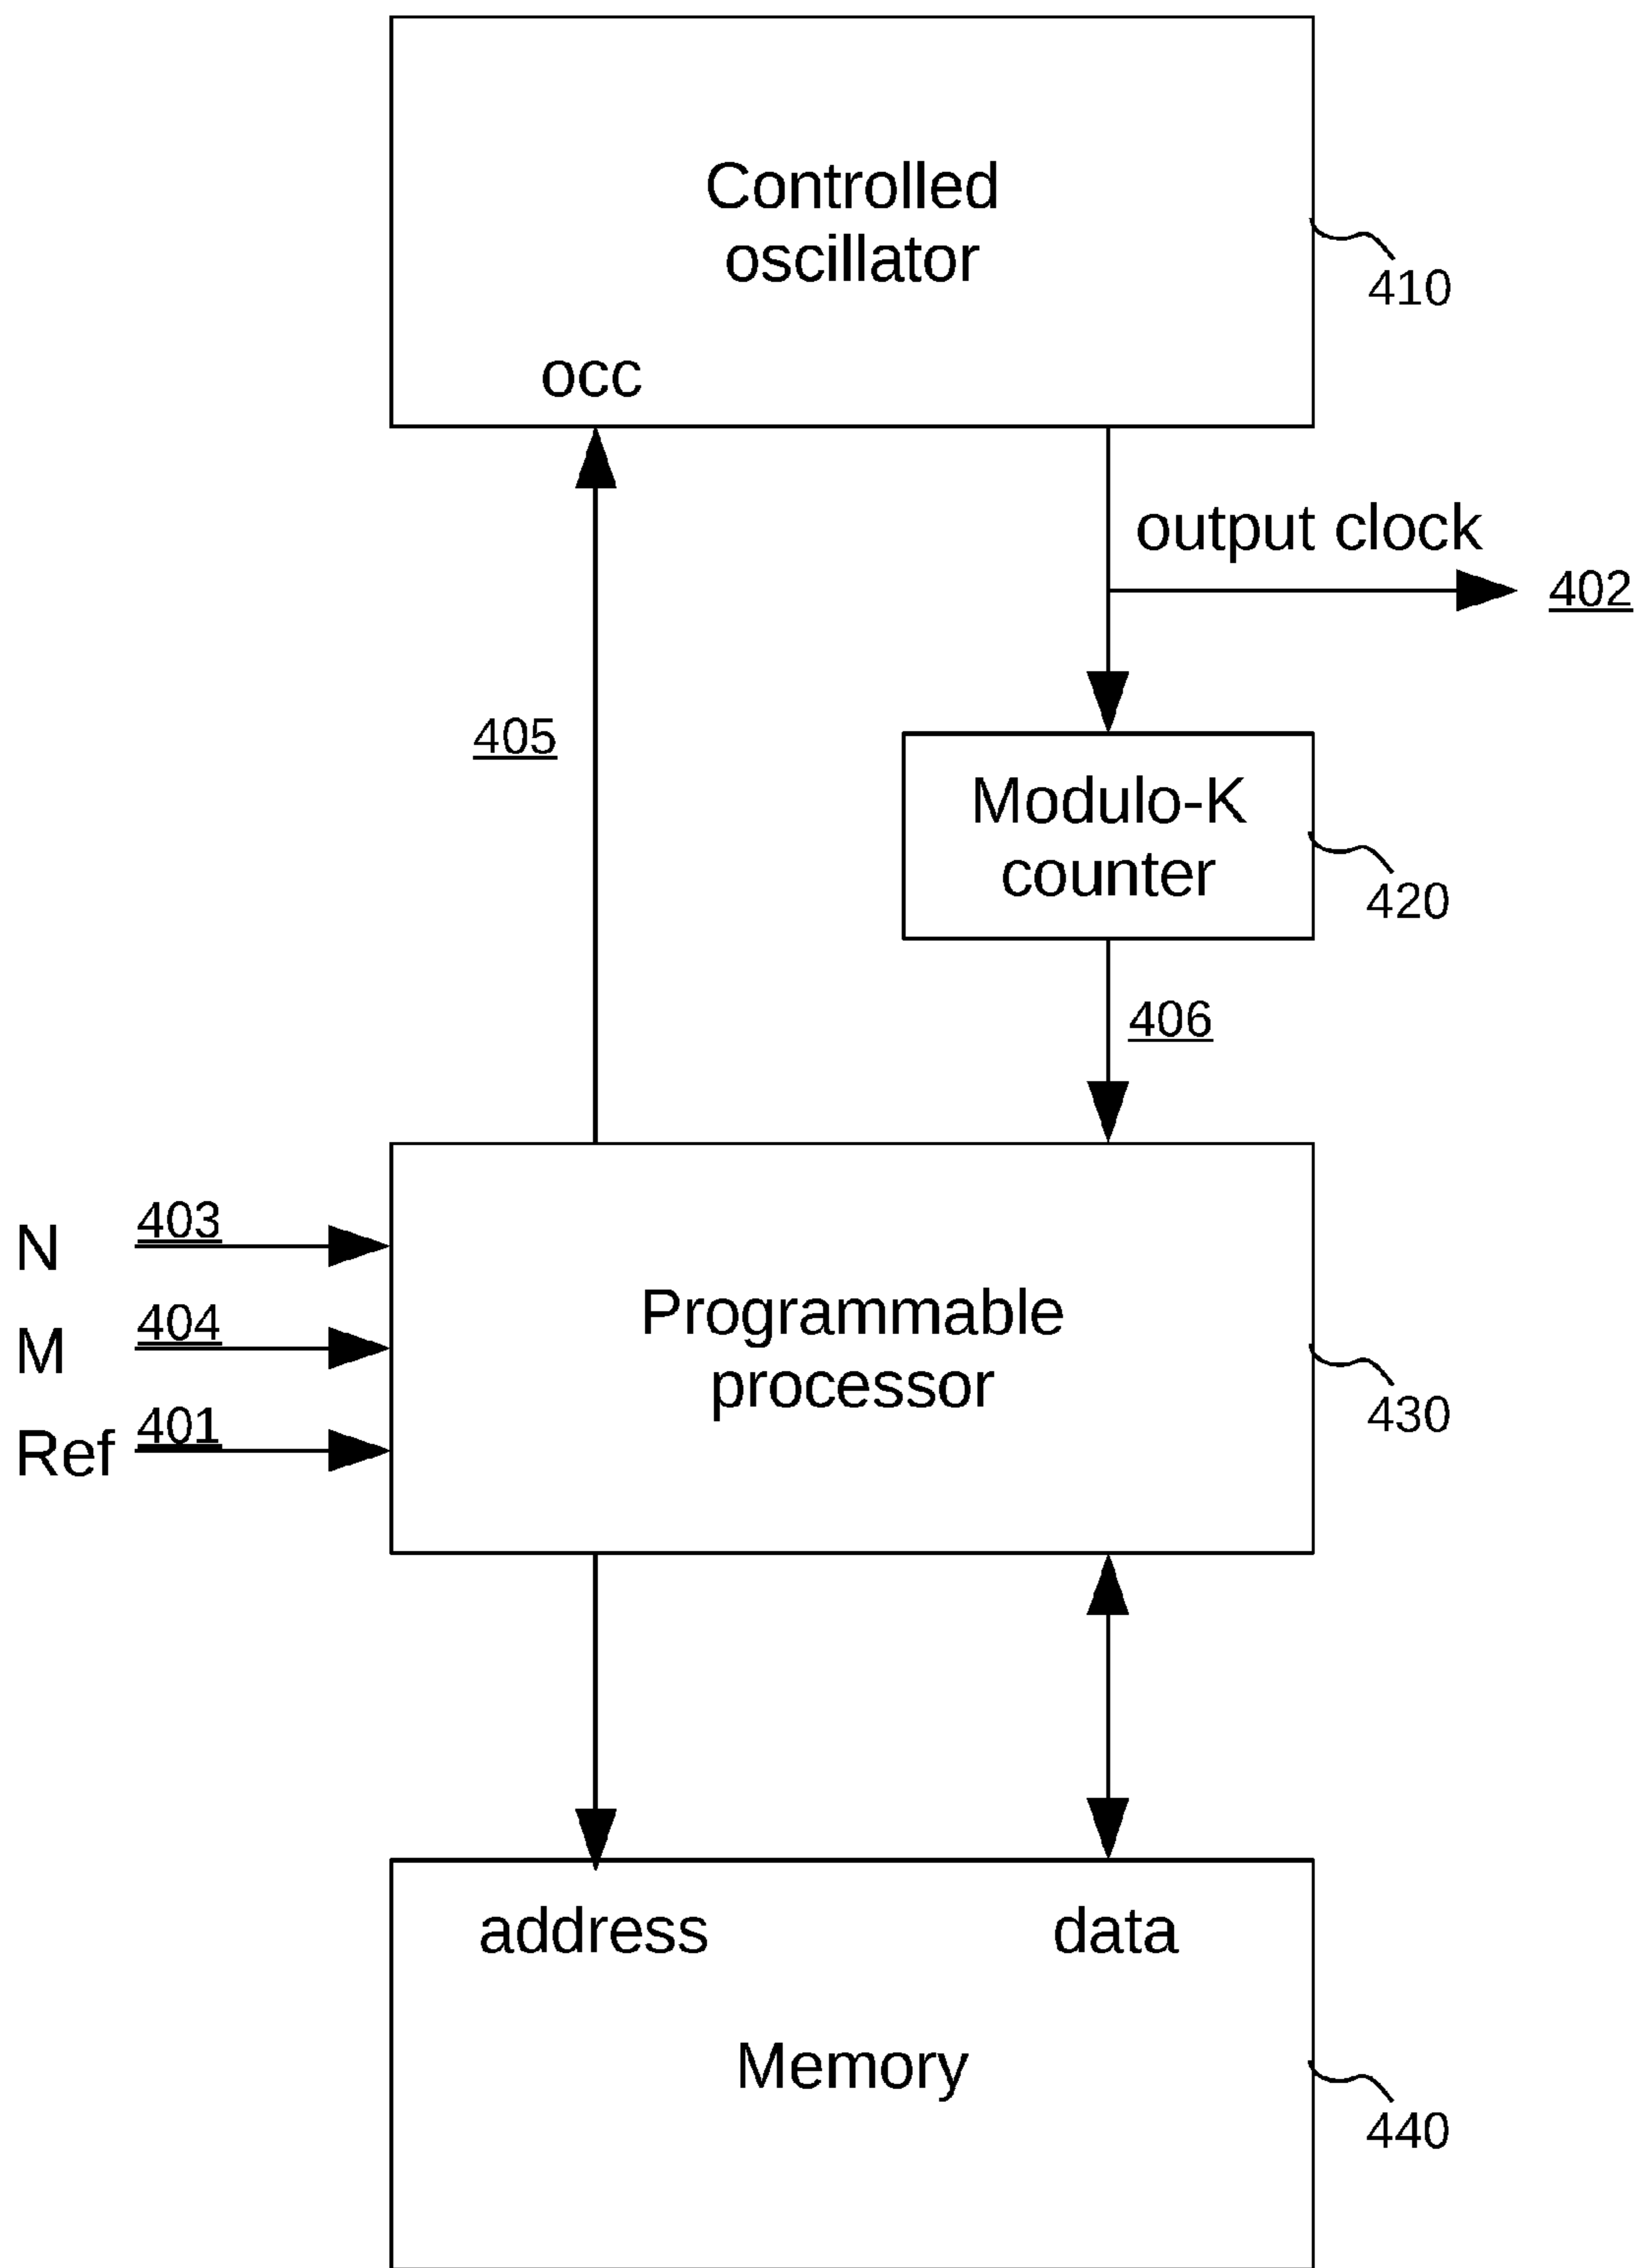 Controlled
oscillator
410
occ
output clock
402
405
Modulo-K
counter
420
406
403
N
404
M
401
Ref
Programmable
processor
430
address
data
Memory
440